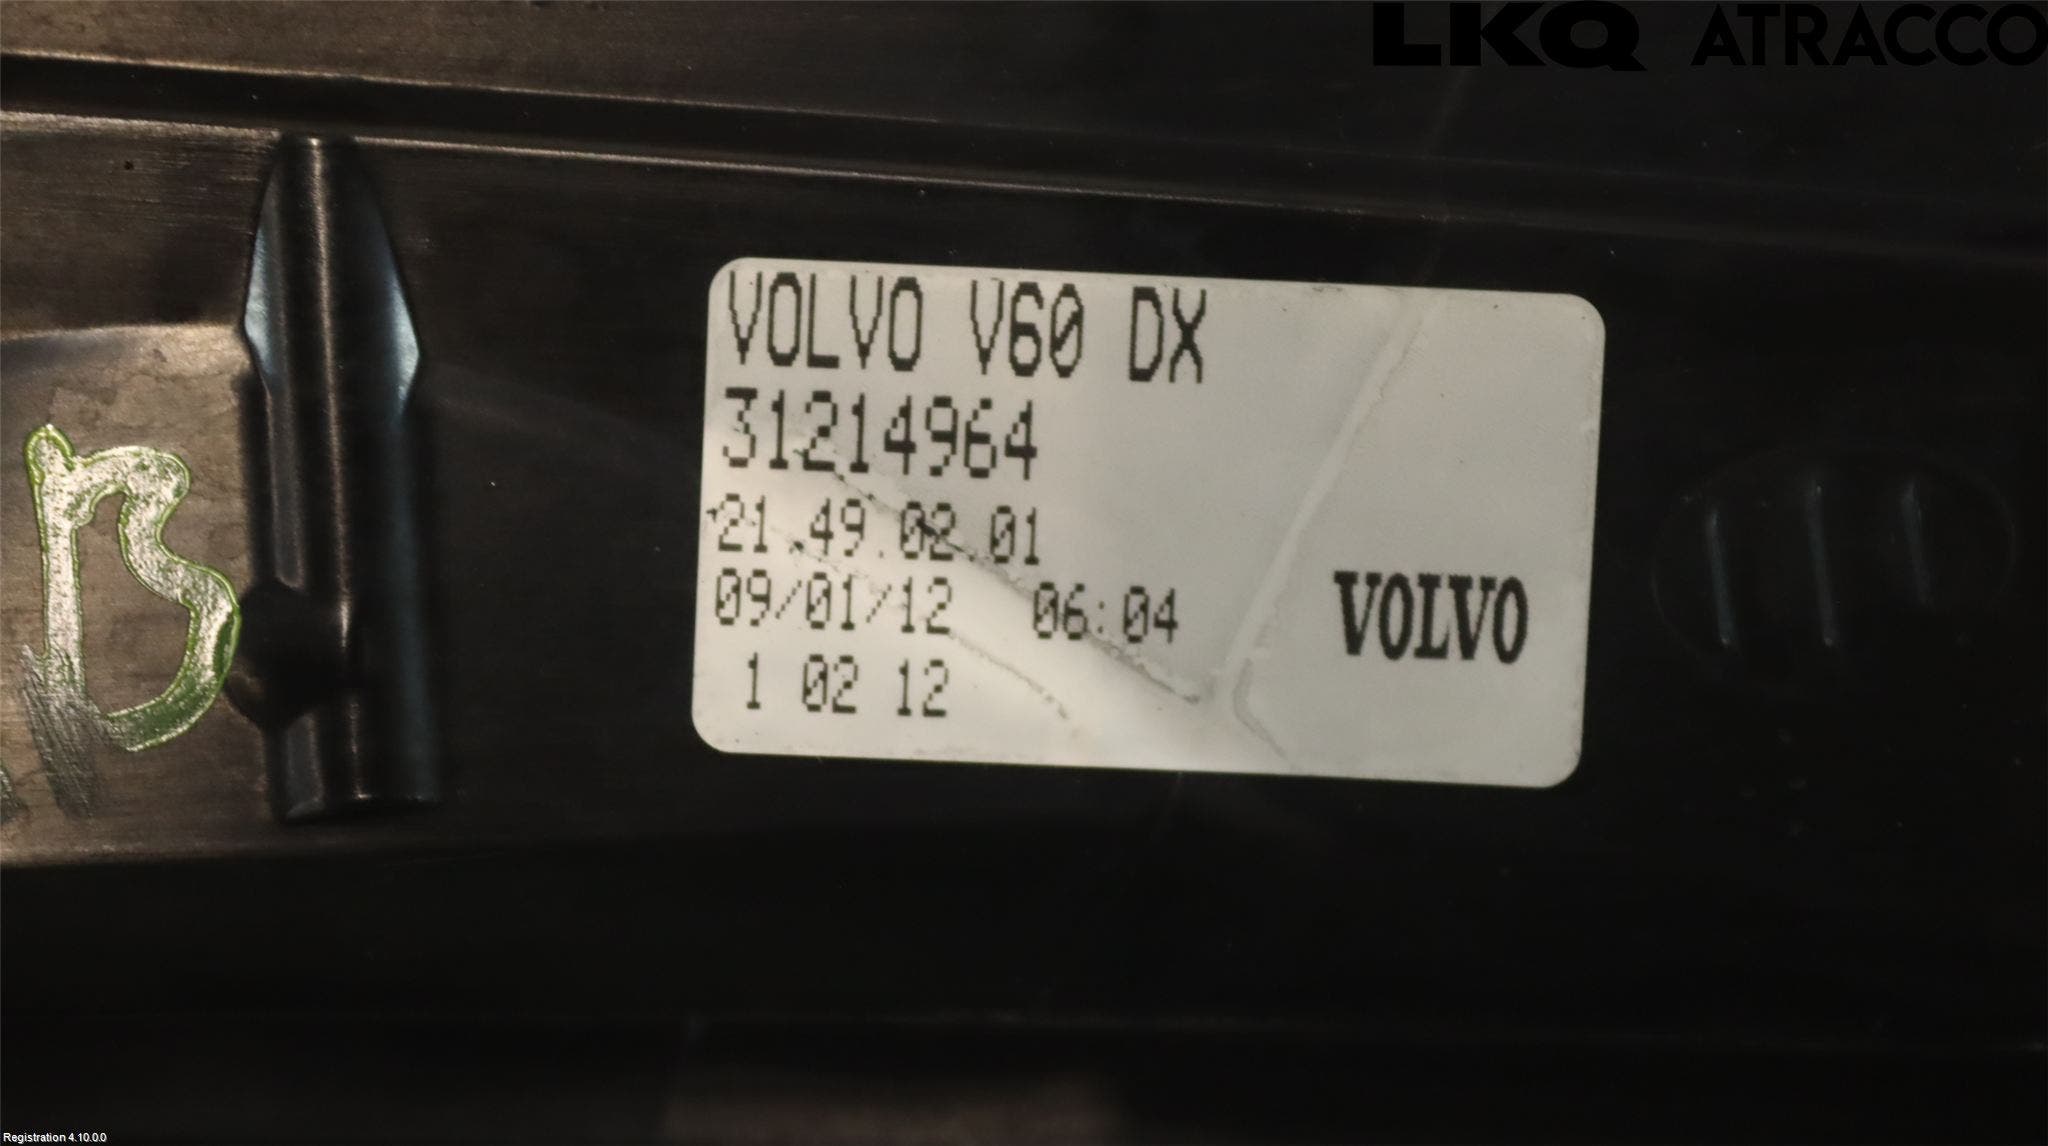 LKQ ATRACCO
VOLVO V60 DX
31214964
21.49.02.01
09/01/12 06:04
1 02 12
VOLVO
B
Registration 4.10.0.0